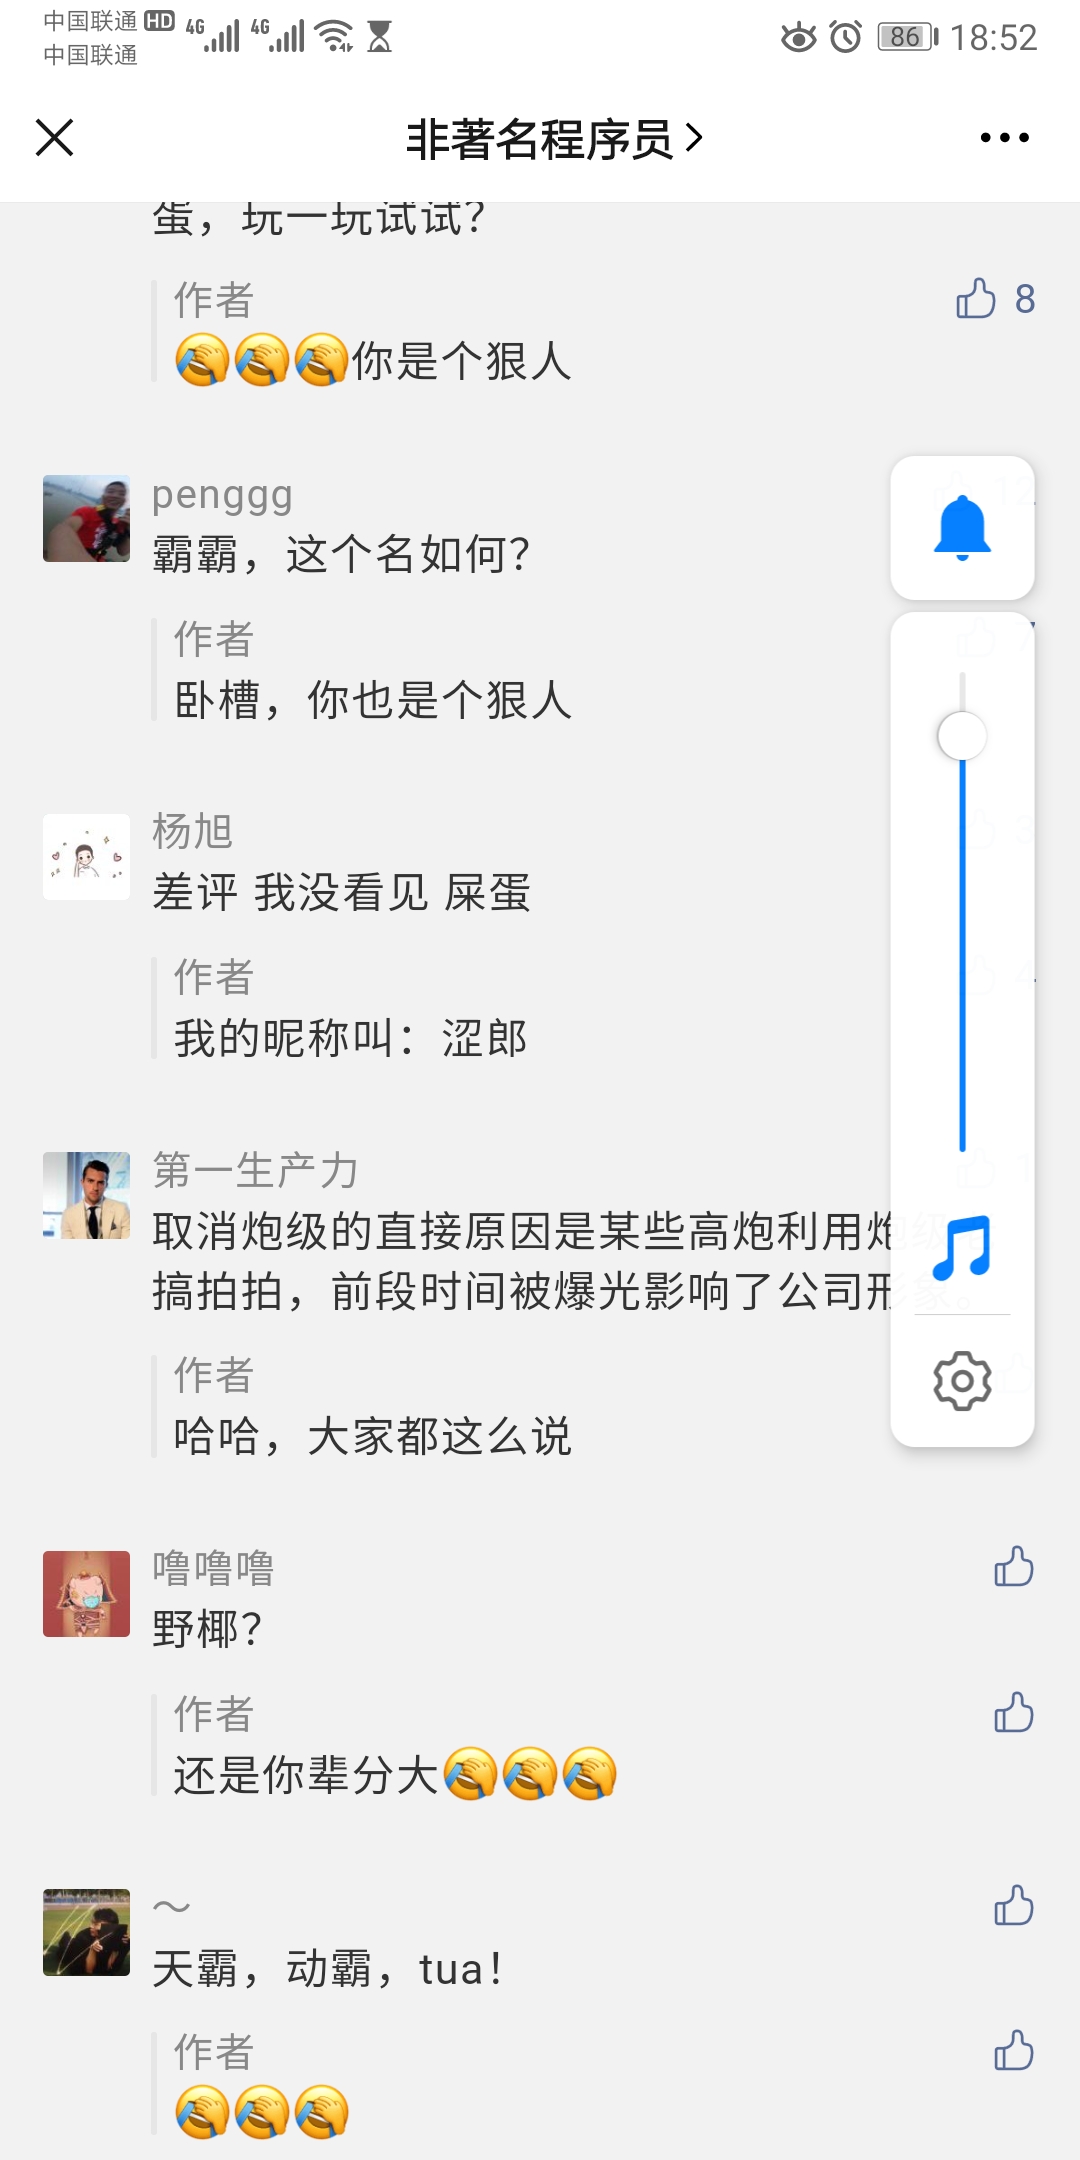 中国联通 HD 4G 4G 86 18:52
中国联通
非著名程序员
蛋，玩一玩试试？
作者 8
你是个狠人
penggg 12
霸霸，这个名如何？
作者 7
卧槽，你也是个狠人
杨旭 3
差评 我没看见 屎蛋
作者 4
我的昵称叫：涩郎
第一生产力 1
取消炮级的直接原因是某些高炮利用炮级
搞拍拍，前段时间被爆光影响了公司形象。
作者
哈哈，大家都这么说
噜噜噜
野椰？
作者
还是你辈分大
～
天霸，动霸，tua！
作者